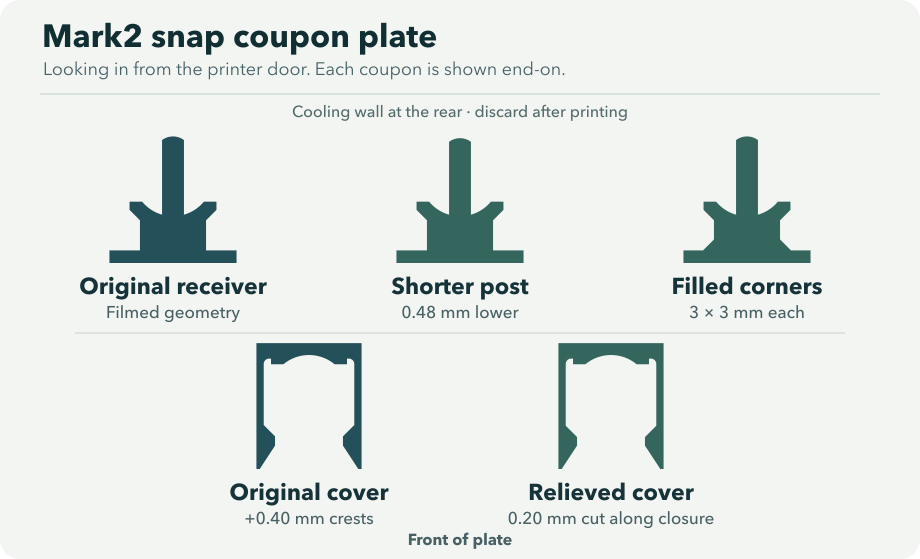 Mark2 snap coupon plate
Looking in from the printer door. Each coupon is shown end-on.
Cooling wall at the rear · discard after printing
Original receiver
Filmed geometry
Shorter post
0.48 mm lower
Filled corners
3 × 3 mm each
Original cover
+0.40 mm crests
Relieved cover
0.20 mm cut along closure
Front of plate